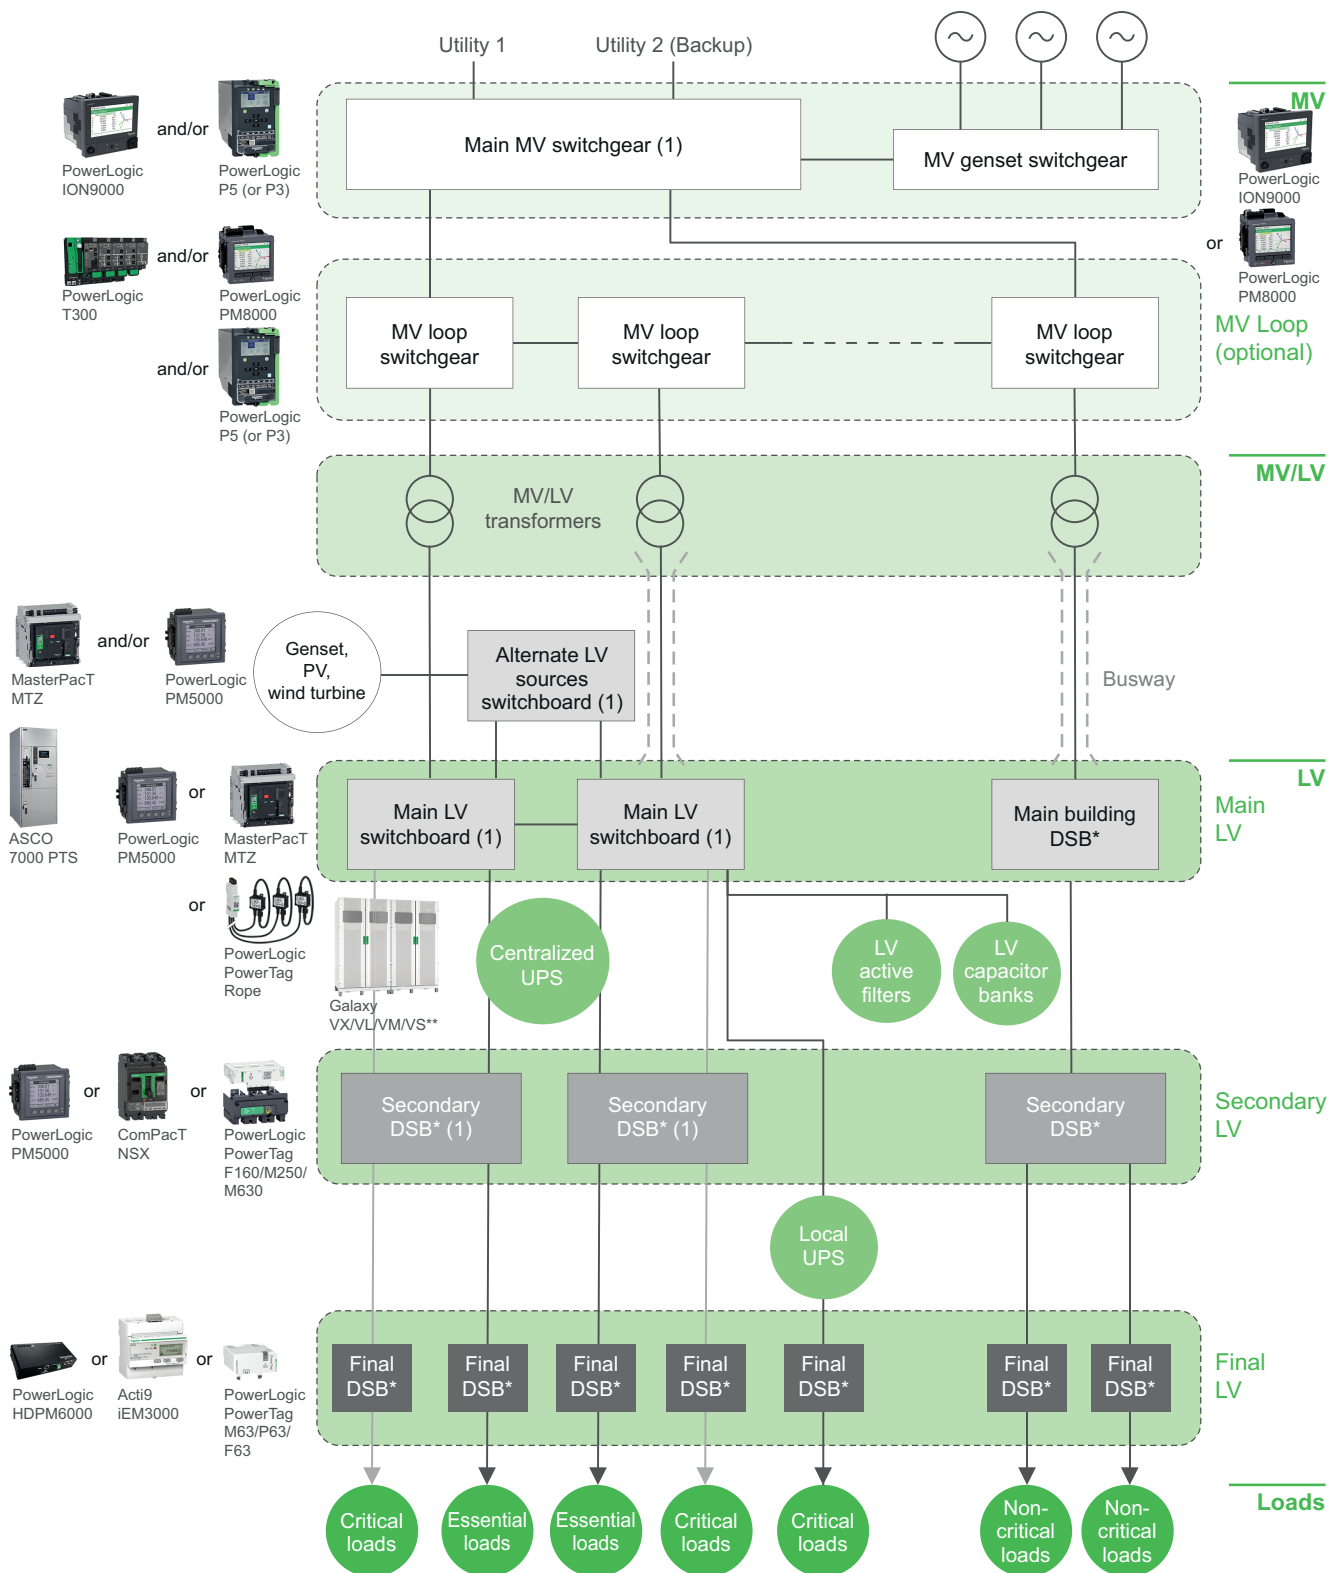 Utility 1
Utility 2 (Backup)
MV
Main MV switchgear (1)
MV genset switchgear
and/or
PowerLogic
ION9000
PowerLogic
P5 (or P3)
PowerLogic
ION9000
or
PowerLogic
PM8000
and/or
PowerLogic
T300
PowerLogic
PM8000
and/or
PowerLogic
P5 (or P3)
MV loop
switchgear
MV loop
switchgear
MV loop
switchgear
MV Loop
(optional)
MV/LV
MV/LV
transformers
and/or
MasterPacT
MTZ
PowerLogic
PM5000
Genset,
PV,
wind turbine
Alternate LV
sources
switchboard (1)
Busway
LV
Main
LV
or
ASCO
7000 PTS
PowerLogic
PM5000
MasterPacT
MTZ
Main LV
switchboard (1)
Main LV
switchboard (1)
Main building
DSB*
or
PowerLogic
PowerTag
Rope
Galaxy
VX/VL/VM/VS**
Centralized
UPS
LV
active
filters
LV
capacitor
banks
or
or
PowerLogic
PM5000
ComPacT
NSX
PowerLogic
PowerTag
F160/M250/
M630
Secondary
DSB* (1)
Secondary
DSB* (1)
Secondary
DSB*
Secondary
LV
Local
UPS
or
or
PowerLogic
HDPM6000
Acti9
iEM3000
PowerLogic
PowerTag
M63/P63/
F63
Final
DSB*
Final
DSB*
Final
DSB*
Final
DSB*
Final
DSB*
Final
DSB*
Final
DSB*
Final
LV
Loads
Critical
loads
Essential
loads
Essential
loads
Critical
loads
Critical
loads
Non-
critical
loads
Non-
critical
loads